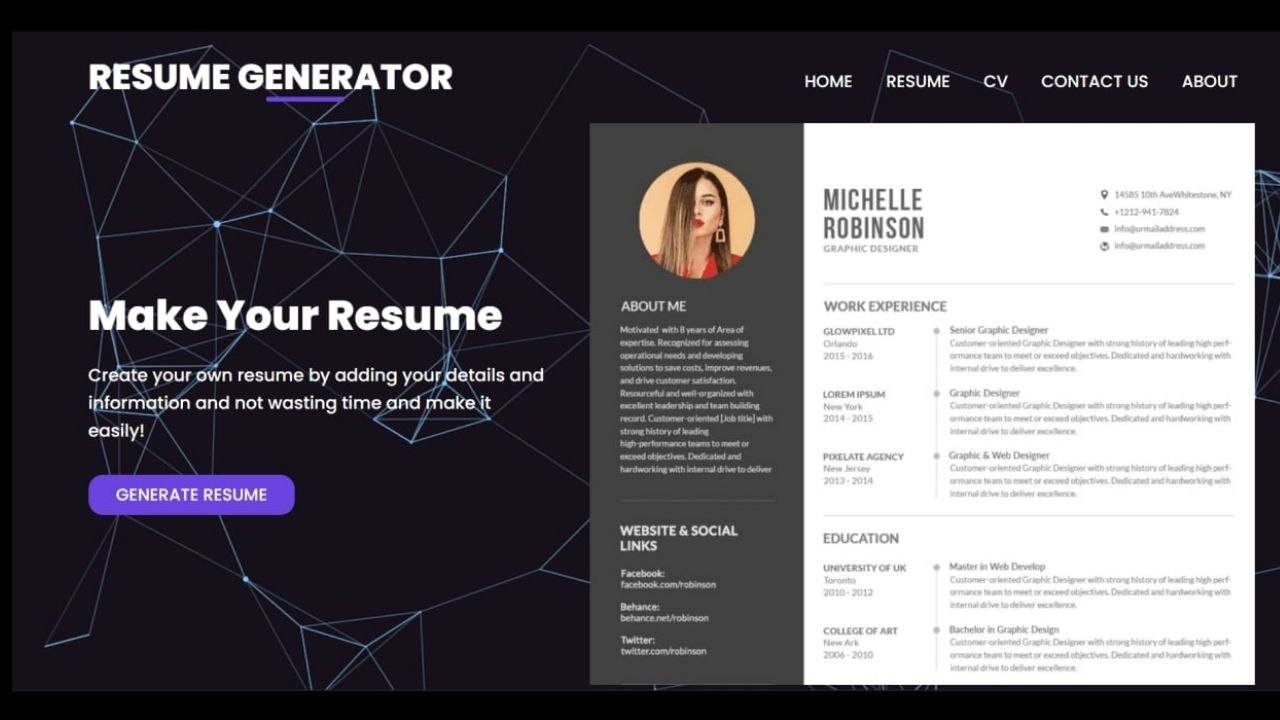 RESUME GENERATOR
HOME RESUME CV CONTACT US ABOUT
Make Your Resume
Create your own resume by adding your details and
information and not wasting time and make it
easily!
GENERATE RESUME
ABOUT ME
Motivated with 8 years of Area of
expertise. Recognized for assessing
operational needs and developing
solutions to save costs, improve revenues,
and drive customer satisfaction.
Resourceful and well-organized with
excellent leadership and team building
record. Customer-oriented [Job title] with
strong history of leading
high-performance teams to meet or
exceed objectives. Dedicated and
hardworking with internal drive to deliver
WEBSITE & SOCIAL
LINKS
Facebook:
facebook.com/robinson
Behance:
behance.net/robinson
Twitter:
twitter.com/robinson
MICHELLE
ROBINSON
GRAPHIC DESIGNER
14585 10th AveWhitestone, NY
+1212-941-7824
info@urmailaddress.com
info@urmailaddress.com
WORK EXPERIENCE
GLOWPIXEL LTD
Orlando
2015 - 2016
Senior Graphic Designer
Customer-oriented Graphic Designer with strong history of leading high perf-
ormance team to meet or exceed objectives. Dedicated and hardworking with
internal drive to deliver excellence.
LOREM IPSUM
New York
2014 - 2015
Graphic Designer
Customer-oriented Graphic Designer with strong history of leading high perf-
ormance team to meet or exceed objectives. Dedicated and hardworking with
internal drive to deliver excellence.
PIXELATE AGENCY
New Jersey
2013 - 2014
Graphic & Web Designer
Customer-oriented Graphic Designer with strong history of leading high perf-
ormance team to meet or exceed objectives. Dedicated and hardworking with
internal drive to deliver excellence.
EDUCATION
UNIVERSITY OF UK
Toronto
2010 - 2012
Master in Web Develop
Customer-oriented Graphic Designer with strong history of leading high perf-
ormance team to meet or exceed objectives. Dedicated and hardworking with
internal drive to deliver excellence.
COLLEGE OF ART
New Ark
2006 - 2010
Bachelor in Graphic Design
Customer-oriented Graphic Designer with strong history of leading high perf-
ormance team to meet or exceed objectives. Dedicated and hardworking with
internal drive to deliver excellence.